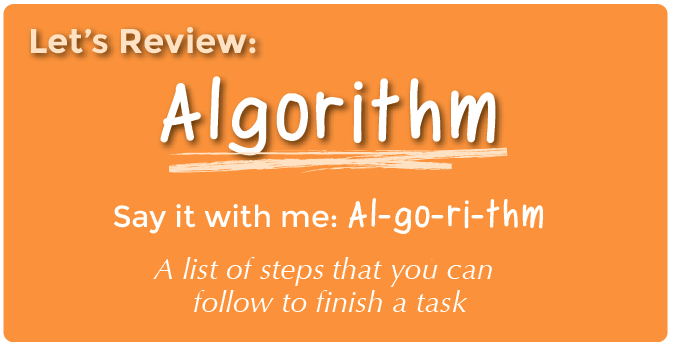 Let’s Review:
Algorithm
Say it with me: Al-go-ri-thm
A list of steps that you can
follow to finish a task